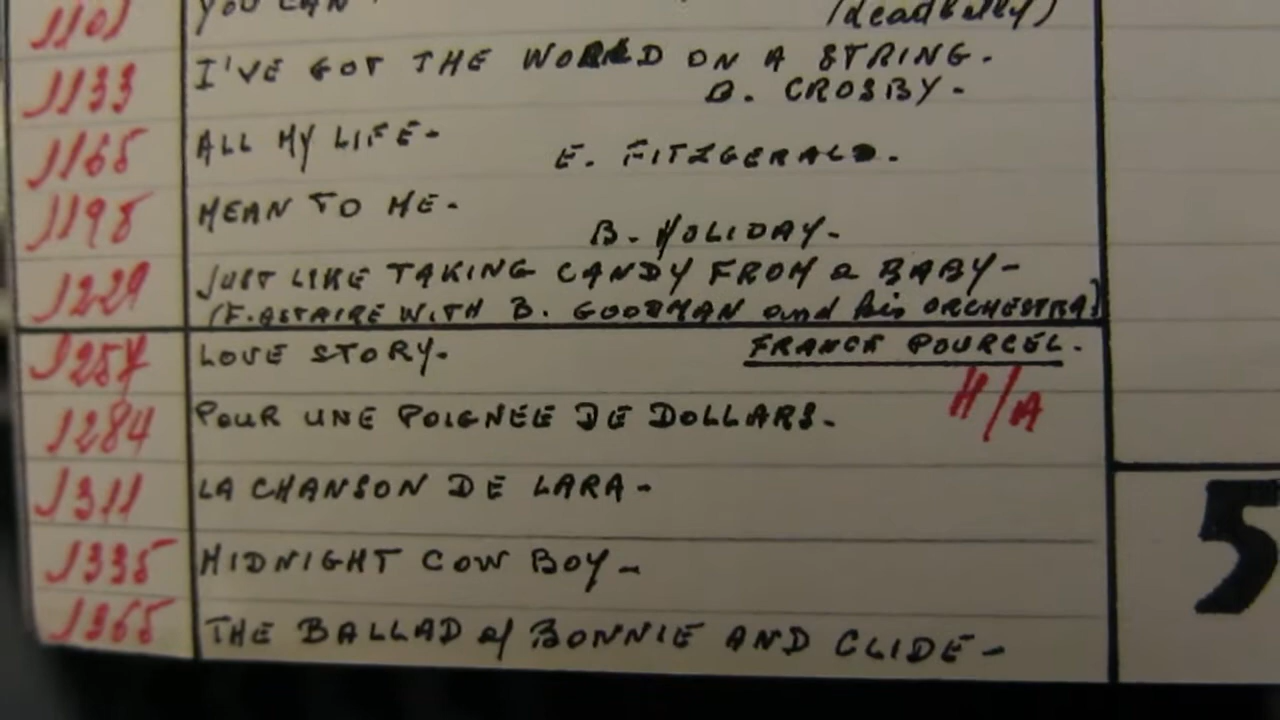 1101 YOU CAN (deadbelly)
1133 I'VE GOT THE WORLD ON A STRING.
B. CROSBY-
1165 ALL MY LIFE-
E. FITZGERALD.
1198 MEAN TO ME-
B. HOLIDAY-
1229 JUST LIKE TAKING CANDY FROM a BABY-
(F. ASTAIRE WITH B. GOODMAN and his ORCHESTRA)
1257 LOVE STORY. FRANCK POURCEL.
H/A
1284 POUR UNE POIGNÉE DE DOLLARS.
1311 LA CHANSON DE LARA-
1335 MIDNIGHT COW BOY-
5
1365 THE BALLAD of BONNIE AND CLIDE-